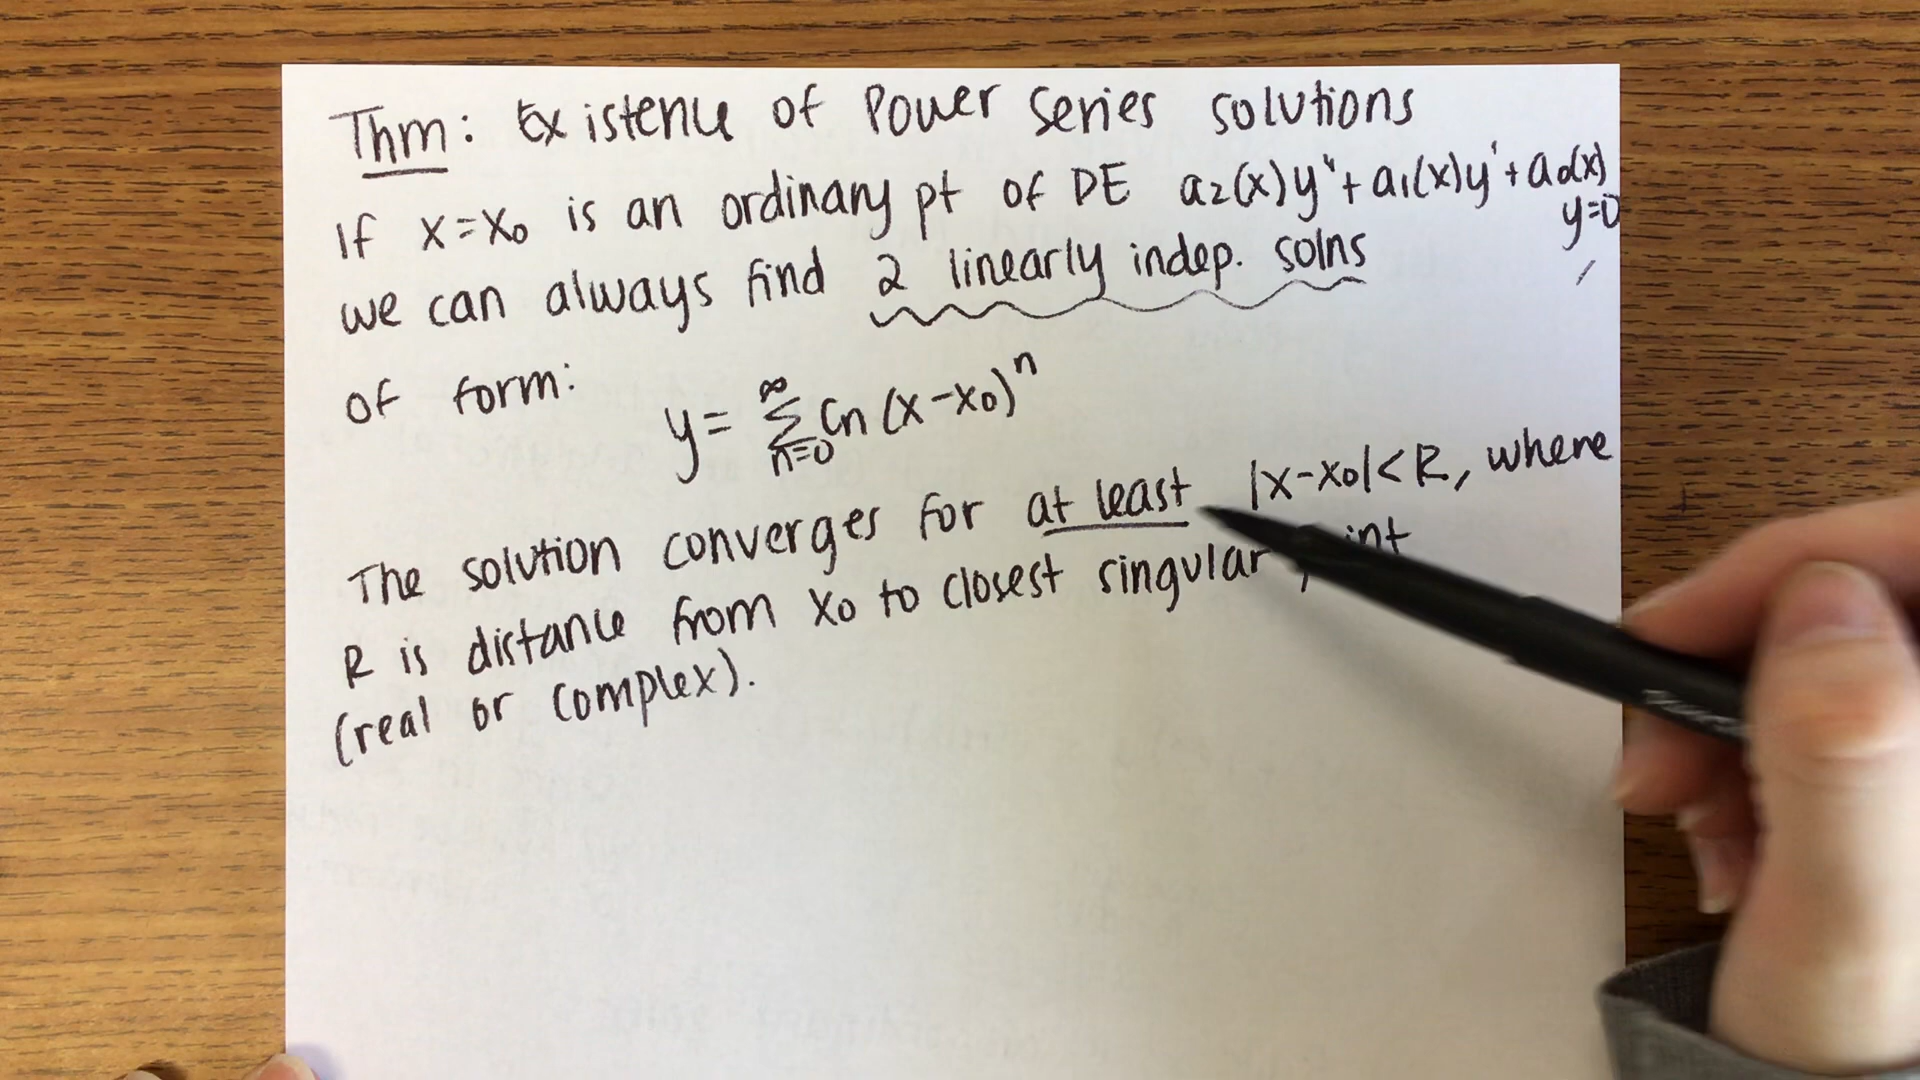 Thm: Existence of Power Series solutions
If x=x₀ is an ordinary pt of DE a₂(x)y"+a₁(x)y'+a₀(x)
y=0
we can always find 2 linearly indep. solns
,
of form:
y= ∞Σn=0 Cn (x-x₀)ⁿ
The solution converges for at least |x-x₀|<R, where
R is distance from x₀ to closest singular
(real or complex).